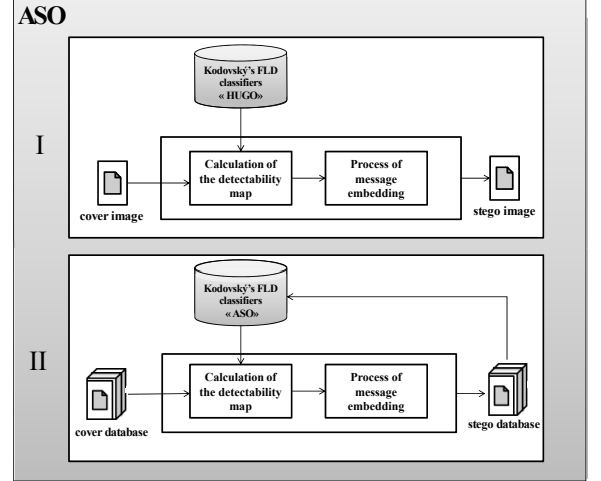 ASO
I
Kodovský's FLD
classifiers
« HUGO»
Calculation of
the detectability
map
Process of
message
embedding
cover image
stego image
II
Kodovský's FLD
classifiers
« ASO»
Calculation of
the detectability
map
Process of
message
embedding
cover database
stego database